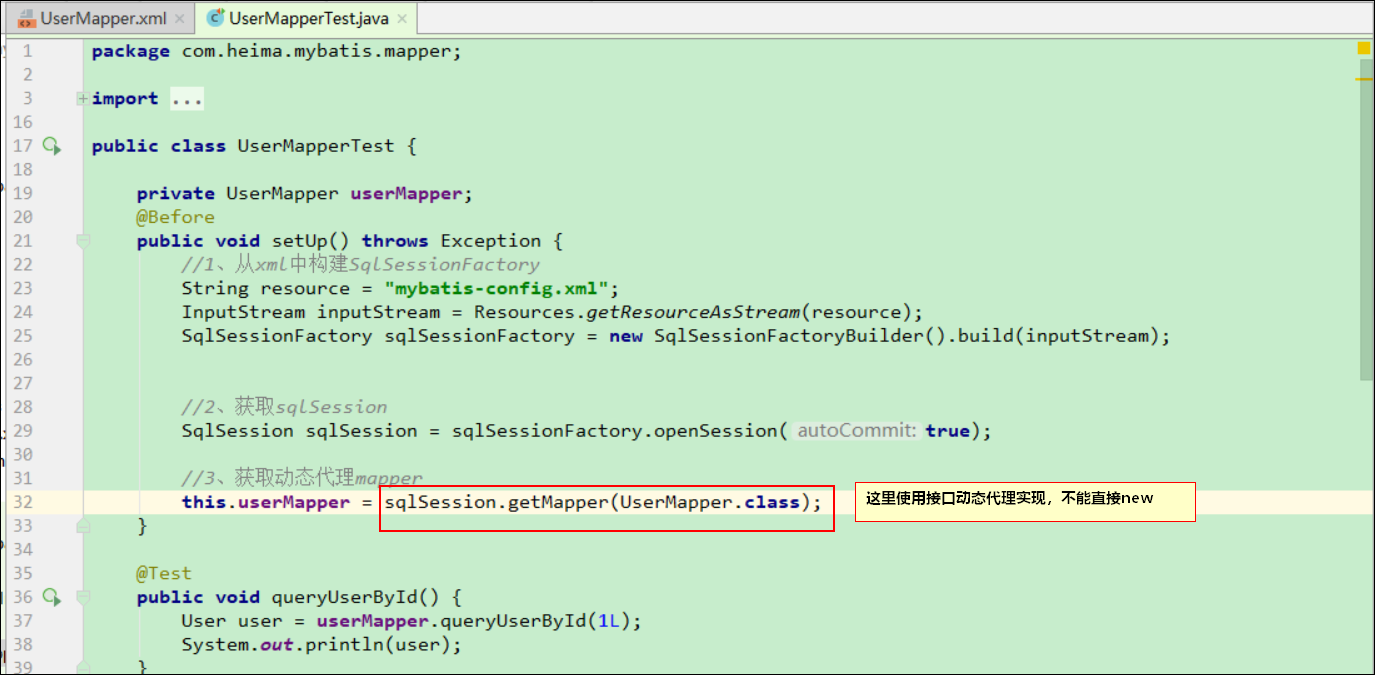 UserMapper.xml
UserMapperTest.java
1 package com.heima.mybatis.mapper;
2
3 import ...
16
17 public class UserMapperTest {
18
19 private UserMapper userMapper;
20 @Before
21 public void setUp() throws Exception {
22 //1、从xml中构建SqlSessionFactory
23 String resource = "mybatis-config.xml";
24 InputStream inputStream = Resources.getResourceAsStream(resource);
25 SqlSessionFactory sqlSessionFactory = new SqlSessionFactoryBuilder().build(inputStream);
26
27
28 //2、获取sqlSession
29 SqlSession sqlSession = sqlSessionFactory.openSession( autoCommit: true);
30
31 //3、获取动态代理mapper
32 this.userMapper = sqlSession.getMapper(UserMapper.class);
这里使用接口动态代理实现，不能直接new
33 }
34
35 @Test
36 public void queryUserById() {
37 User user = userMapper.queryUserById(1L);
38 System.out.println(user);
39 }